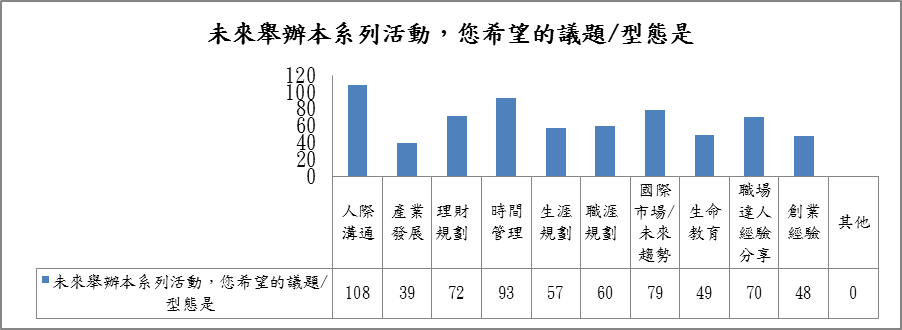 未來舉辦本系列活動，您希望的議題/型態是
120
100
80
60
40
20
0
人際
溝通
產業
發展
理財
規劃
時間
管理
生涯
規劃
職涯
規劃
國際
市場/
未來
趨勢
生命
教育
職場
達人
經驗
分享
創業
經驗
其他
未來舉辦本系列活動，您希望的議題/
型態是
108 39 72 93 57 60 79 49 70 48 0